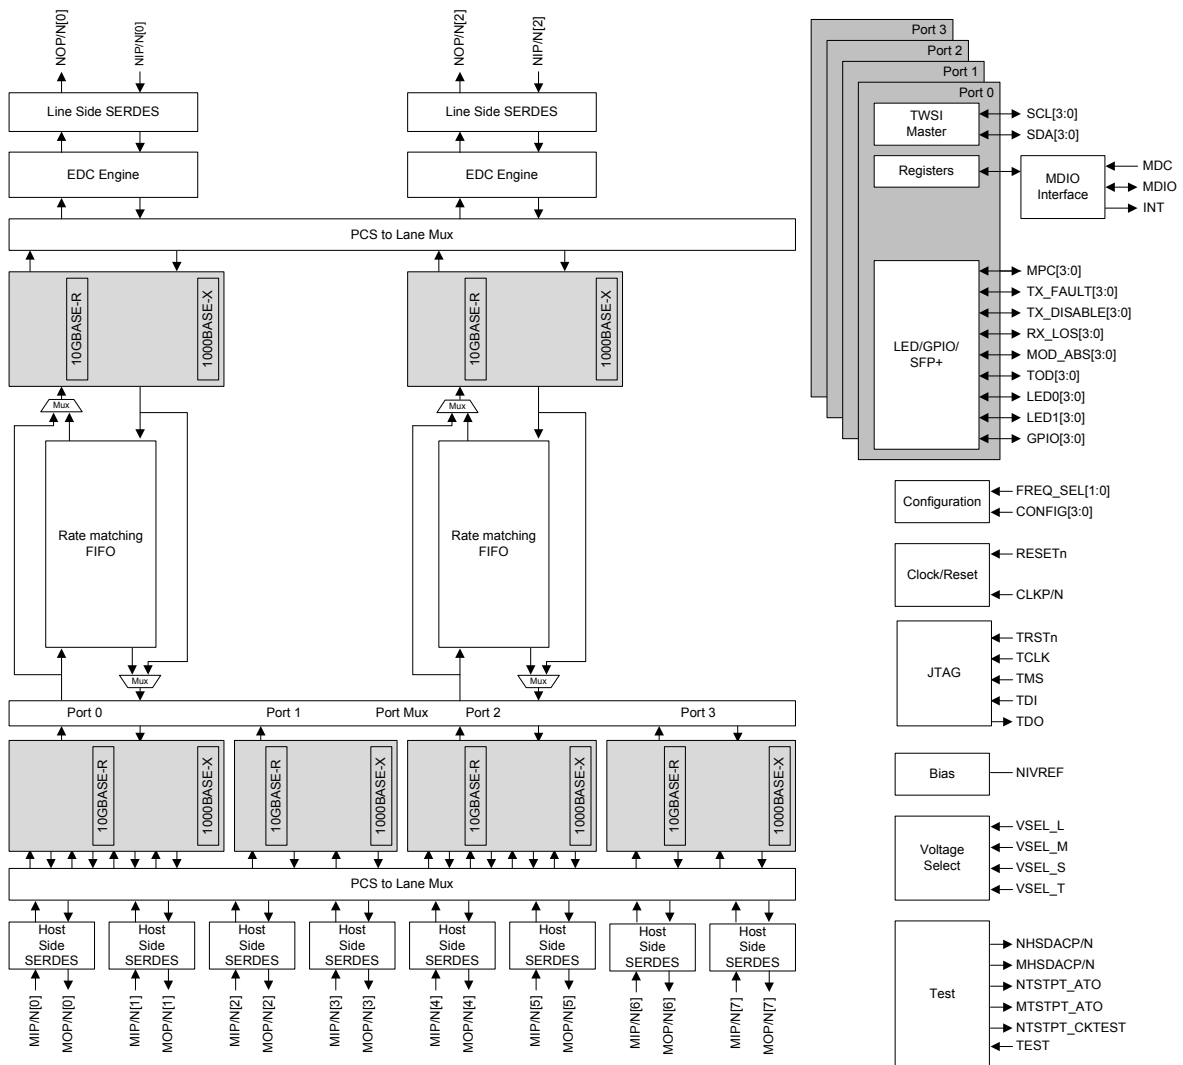 NOP/N[0]
NIP/N[0]
NOP/N[2]
NIP/N[2]
Line Side SERDES
Line Side SERDES
EDC Engine
EDC Engine
PCS to Lane Mux
10GBASE-R
1000BASE-X
10GBASE-R
1000BASE-X
Mux
Mux
Rate matching
FIFO
Rate matching
FIFO
Mux
Mux
Port 0
Port 1
Port Mux
Port 2
Port 3
10GBASE-R
1000BASE-X
10GBASE-R
1000BASE-X
10GBASE-R
1000BASE-X
10GBASE-R
1000BASE-X
PCS to Lane Mux
Host
Side
SERDES
Host
Side
SERDES
Host
Side
SERDES
Host
Side
SERDES
Host
Side
SERDES
Host
Side
SERDES
Host
Side
SERDES
Host
Side
SERDES
MIP/N[0]
MOP/N[0]
MIP/N[1]
MOP/N[1]
MIP/N[2]
MOP/N[2]
MIP/N[3]
MOP/N[3]
MIP/N[4]
MOP/N[4]
MIP/N[5]
MOP/N[5]
MIP/N[6]
MOP/N[6]
MIP/N[7]
MOP/N[7]
Port 3
Port 2
Port 1
Port 0
TWSI
Master
SCL[3:0]
SDA[3:0]
Registers
MDIO
Interface
MDC
MDIO
INT
LED/GPIO/
SFP+
MPC[3:0]
TX_FAULT[3:0]
TX_DISABLE[3:0]
RX_LOS[3:0]
MOD_ABS[3:0]
TOD[3:0]
LED0[3:0]
LED1[3:0]
GPIO[3:0]
Configuration
FREQ_SEL[1:0]
CONFIG[3:0]
Clock/Reset
RESETn
CLKP/N
JTAG
TRSTn
TCLK
TMS
TDI
TDO
Bias
NIVREF
Voltage
Select
VSEL_L
VSEL_M
VSEL_S
VSEL_T
Test
NHSDACP/N
MHSDACP/N
NTSTPT_ATO
MTSTPT_ATO
NTSTPT_CKTEST
TEST